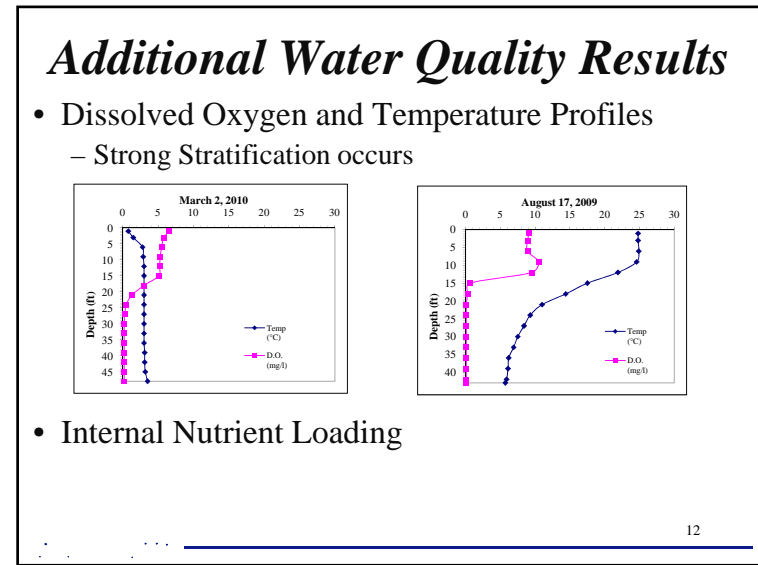 Additional Water Quality Results
• Dissolved Oxygen and Temperature Profiles
– Strong Stratification occurs
March 2, 2010
0 5 10 15 20 25 30
0
5
10
15
20
25
30
35
40
45
Depth (ft)
Temp
(°C)
D.O.
(mg/l)
August 17, 2009
0 5 10 15 20 25 30
0
5
10
15
20
25
30
35
40
Depth (ft)
Temp
(°C)
D.O.
(mg/l)
• Internal Nutrient Loading
12